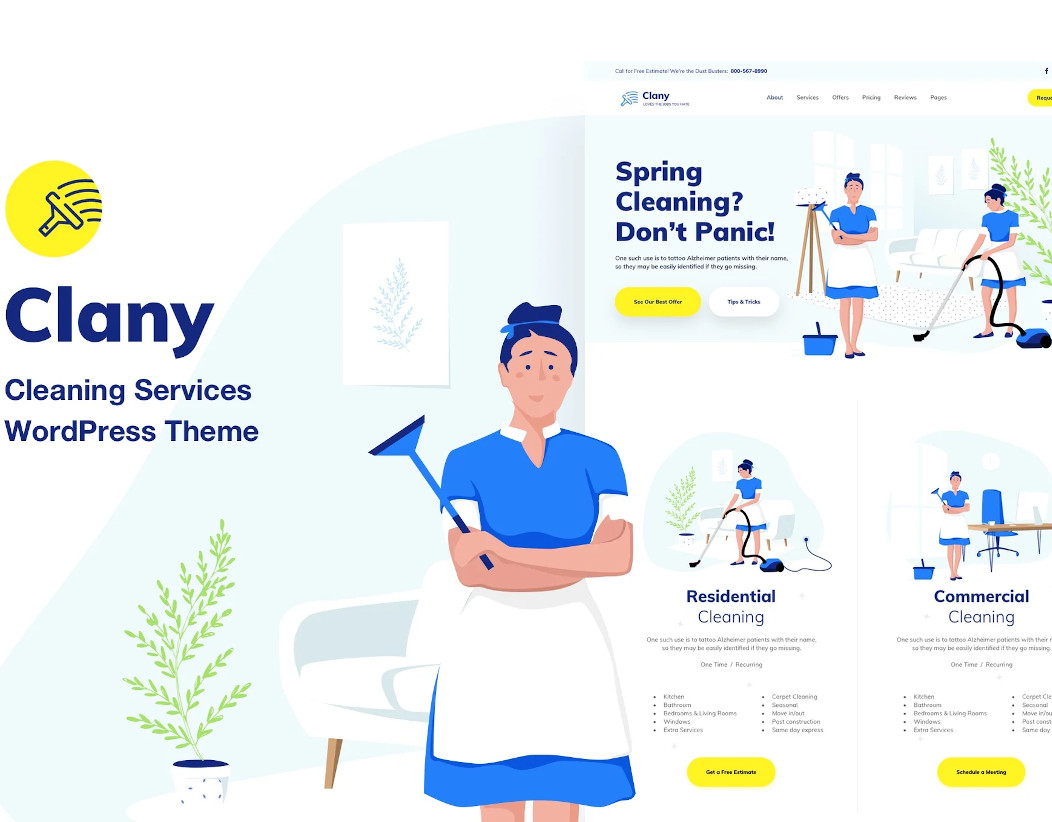 Clany
Cleaning Services
WordPress Theme
Call for Free Estimate! We're the Dust Busters: 800-567-8990
f
Clany
LOVES THE JOBS YOU HATE
About Services Offers Pricing Reviews Pages
Reque
Spring
Cleaning?
Don't Panic!
One such use is to tattoo Alzheimer patients with their name,
so they may be easily identified if they go missing.
See Our Best Offer
Tips & Tricks
Residential
Cleaning
One such use is to tattoo Alzheimer patients with their name,
so they may be easily identified if they go missing.
One Time / Recurring
Kitchen
Bathroom
Bedrooms & Living Rooms
Windows
Extra Services
Carpet Cleaning
Seasonal
Move in/out
Post construction
Same day express
Get a Free Estimate
Commercial
Cleaning
One such use is to tattoo Alzheimer patients with their n
so they may be easily identified if they go missing.
One Time / Recurring
Kitchen
Bathroom
Bedrooms & Living Rooms
Windows
Extra Services
Carpet Cle
Seasonal
Move in/ou
Post const
Same day
Schedule a Meeting